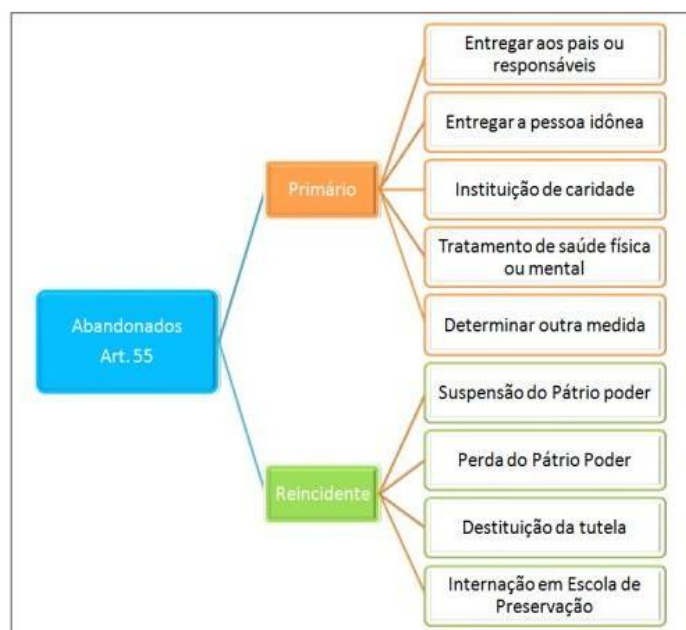 Abandonados
Art. 55
Primário
Entregar aos pais ou
responsáveis
Entregar a pessoa idônea
Instituição de caridade
Tratamento de saúde física
ou mental
Determinar outra medida
Reincidente
Suspensão do Pátrio poder
Perda do Pátrio Poder
Destituição da tutela
Internação em Escola de
Preservação